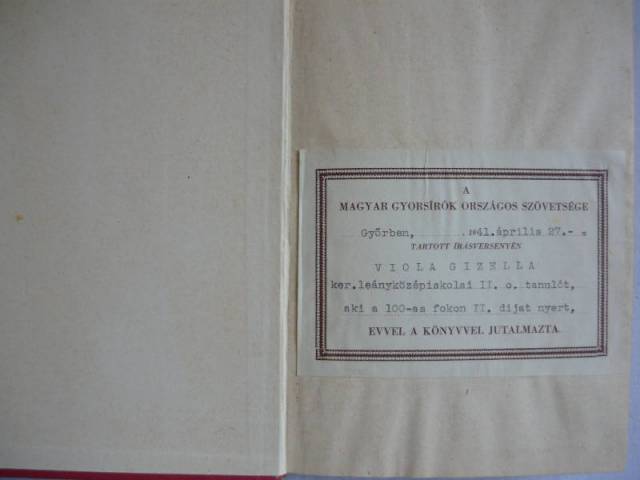 A
MAGYAR GYORSÍRÓK ORSZÁGOS SZÖVETSÉGE
Győrben, 1941. április 27.-
TARTOTT ÍRÁSVERSENYÉN
VIOLA GIZELLA
ker.leányközépiskolai II. o. tanulót,
aki a 100-as fokon II. díjat nyert,
EVVEL A KÖNYVVEL JUTALMAZTA